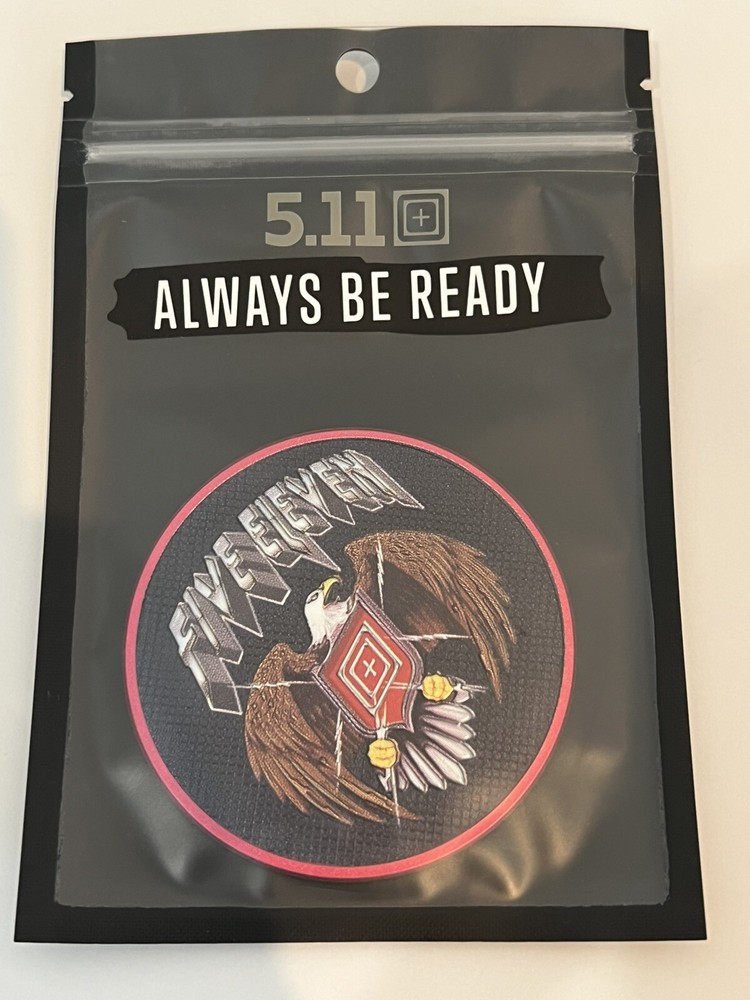 5.11
ALWAYS BE READY
FIVE ELEVEN